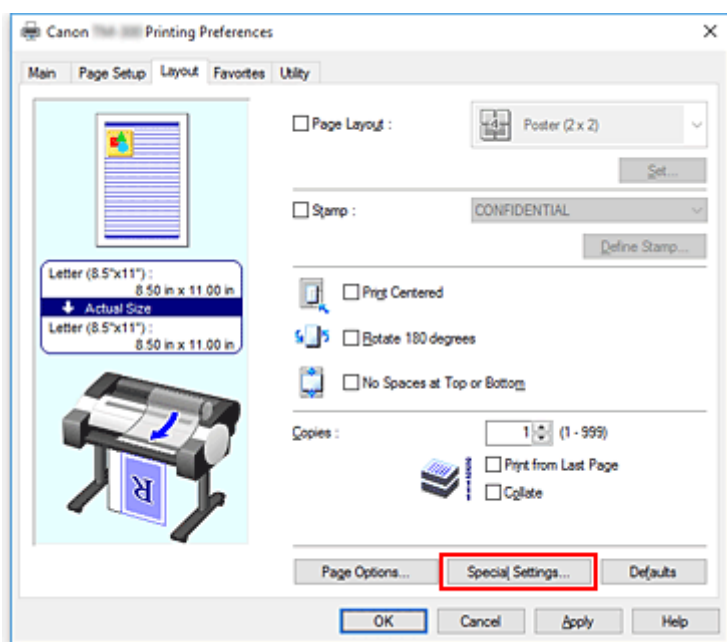 Canon Printing Preferences
Main Page Setup Layout Favorites Utility
Page Layout :
Poster (2 x 2)
Set...
Stamp :
CONFIDENTIAL
Define Stamp...
Letter (8.5"x11") :
8.50 in x 11.00 in
Actual Size
Letter (8.5"x11") :
8.50 in x 11.00 in
Print Centered
Rotate 180 degrees
No Spaces at Top or Bottom
Copies :
1 (1 - 999)
Print from Last Page
Collate
R
Page Options... Special Settings... Defaults
OK Cancel Apply Help